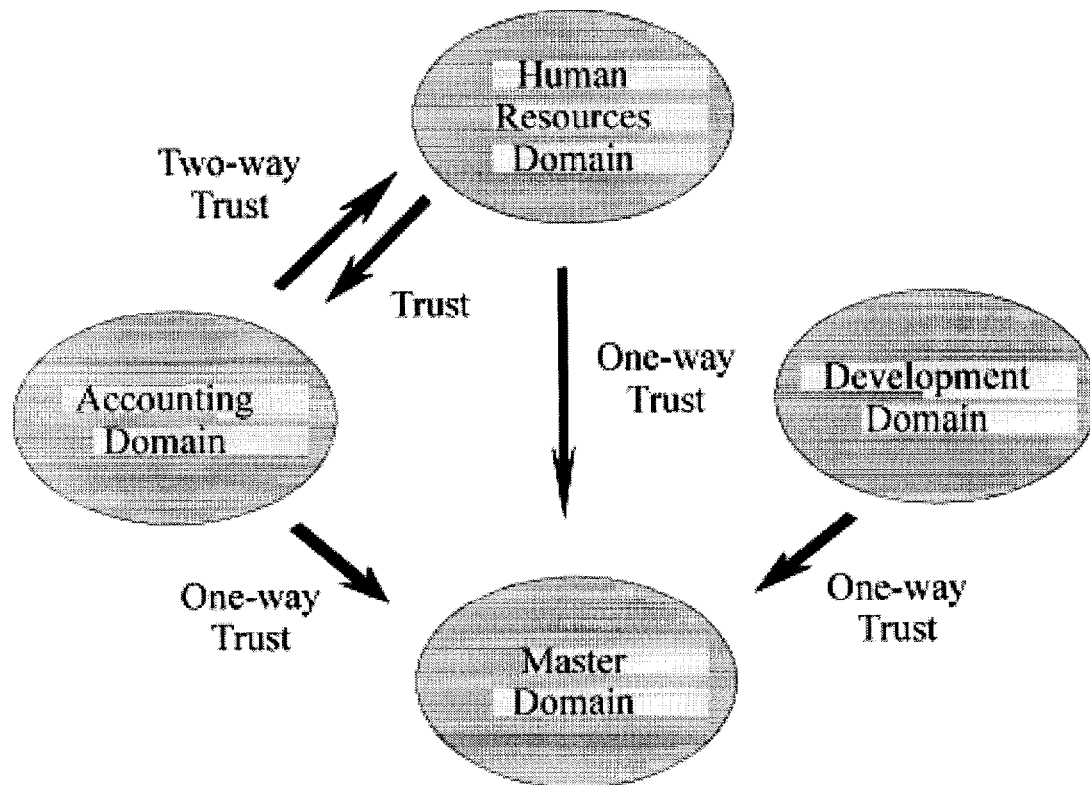 Human
Resources
Domain
Two-way
Trust
Trust
One-way
Trust
Development
Domain
Accounting
Domain
One-way
Trust
One-way
Trust
Master
Domain